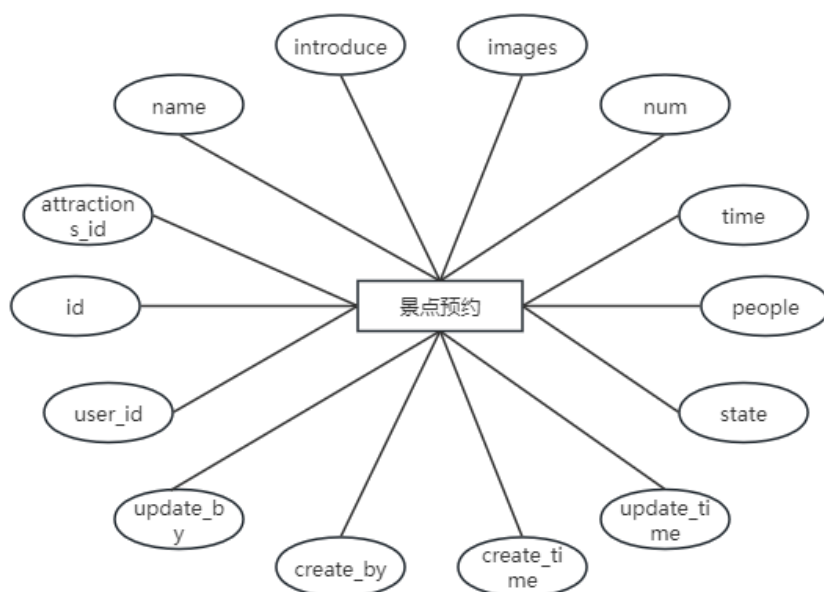 introduce
images
name
num
attraction
s_id
time
id
景点预约
people
user_id
state
update_b
y
update_ti
me
create_by
create_ti
me